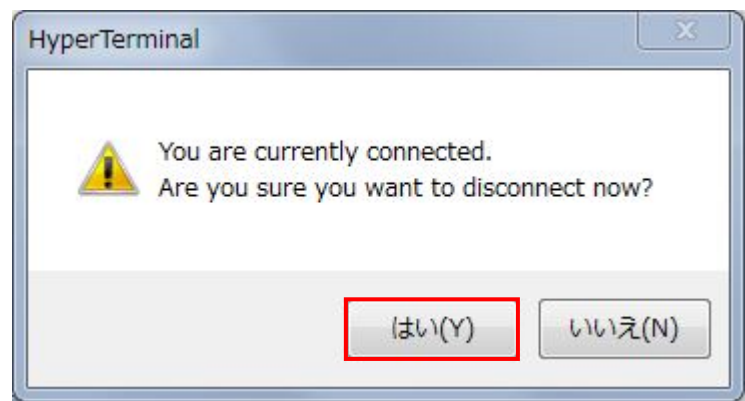 HyperTerminal
You are currently connected.
Are you sure you want to disconnect now?
はい(Y) いいえ(N)